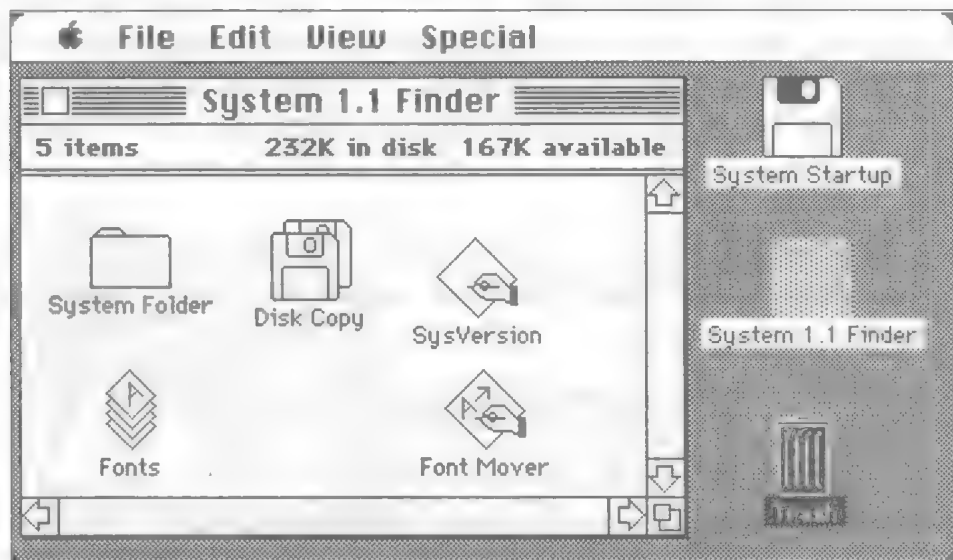 File Edit View Special
System 1.1 Finder
5 items 232K in disk 167K available
System Folder
Disk Copy
SysVersion
Fonts
Font Mover
System Startup
System 1.1 Finder